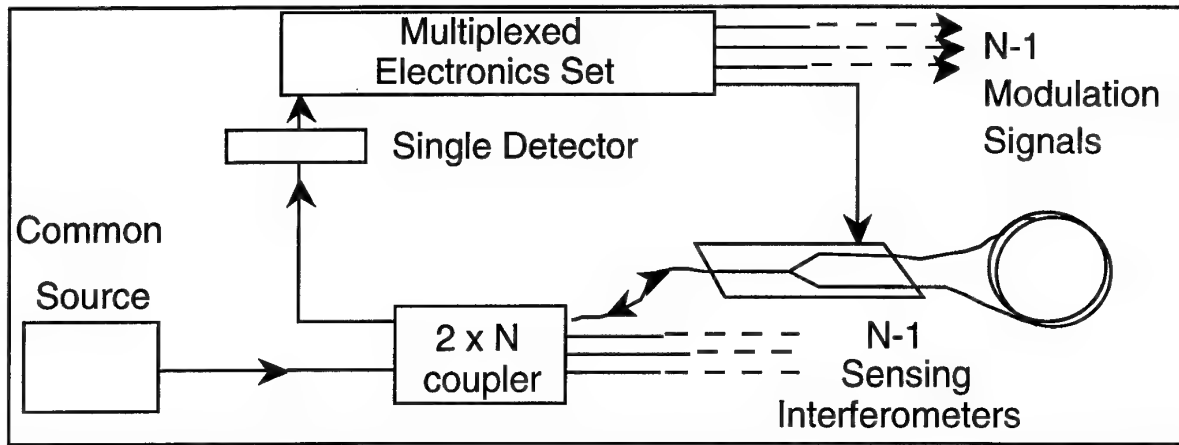 Multiplexed
Electronics Set
N-1
Modulation
Signals
Single Detector
Common
Source
2 x N
coupler
N-1
Sensing
Interferometers